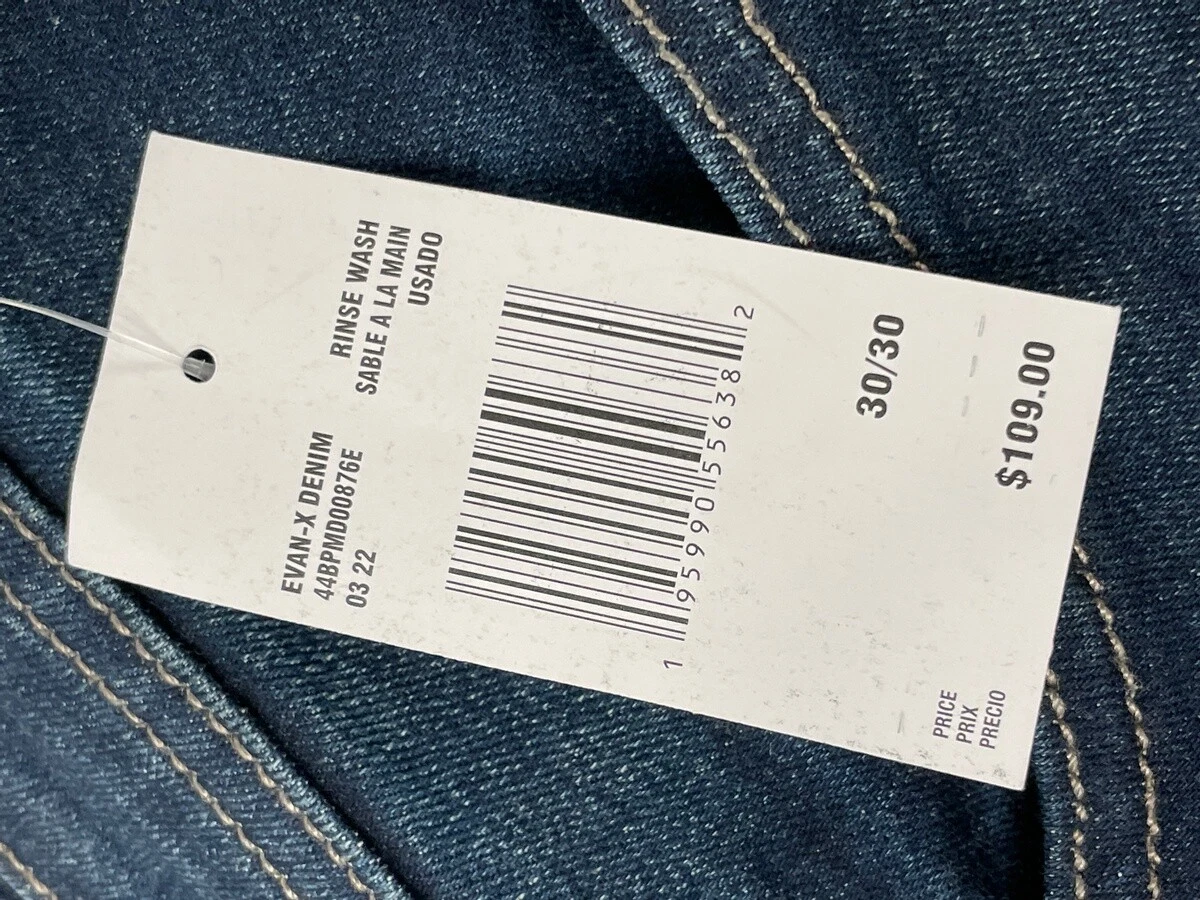 EVAN-X DENIM
44BPMD00876E
03 22
RINSE WASH
SABLE A LA MAIN
USADO
1 95990 55638 2
30/30
PRICE
PRIX
PRECIO
$109.00